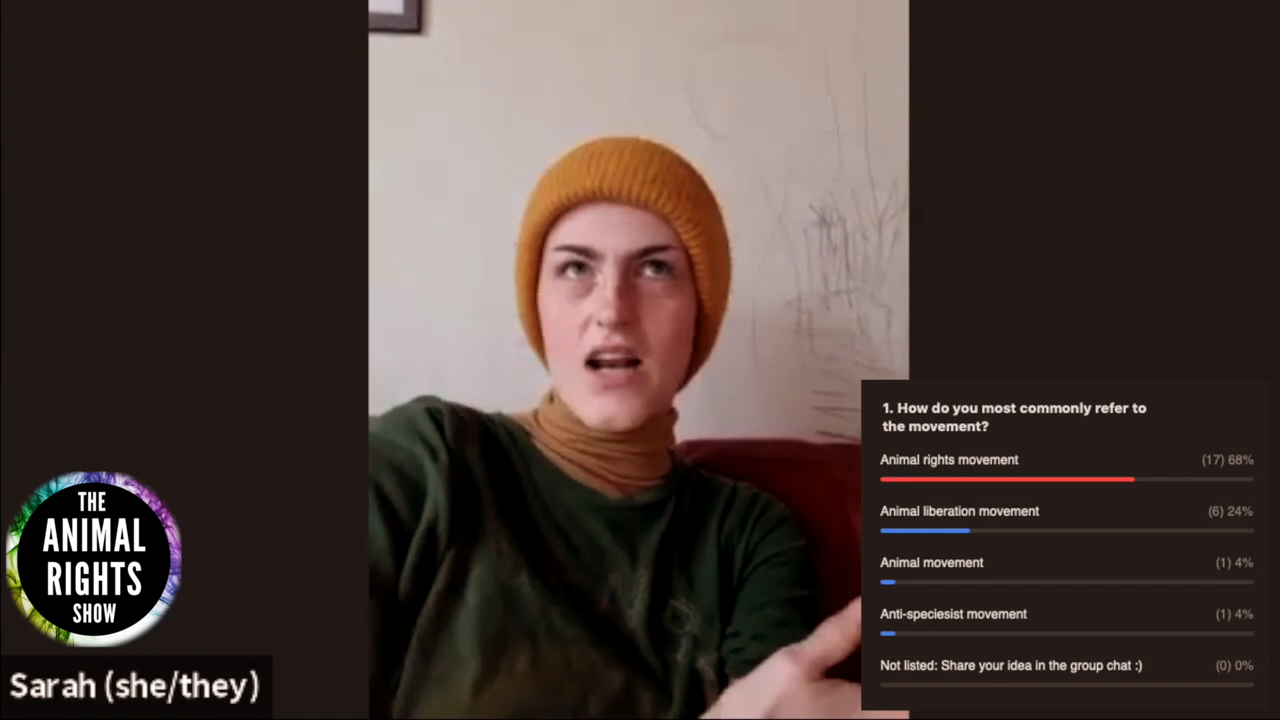 1. How do you most commonly refer to
the movement?
Animal rights movement (17) 68%
Animal liberation movement (6) 24%
Animal movement (1) 4%
Anti-speciesist movement (1) 4%
Not listed: Share your idea in the group chat :) (0) 0%
THE
ANIMAL
RIGHTS
SHOW
Sarah (she/they)